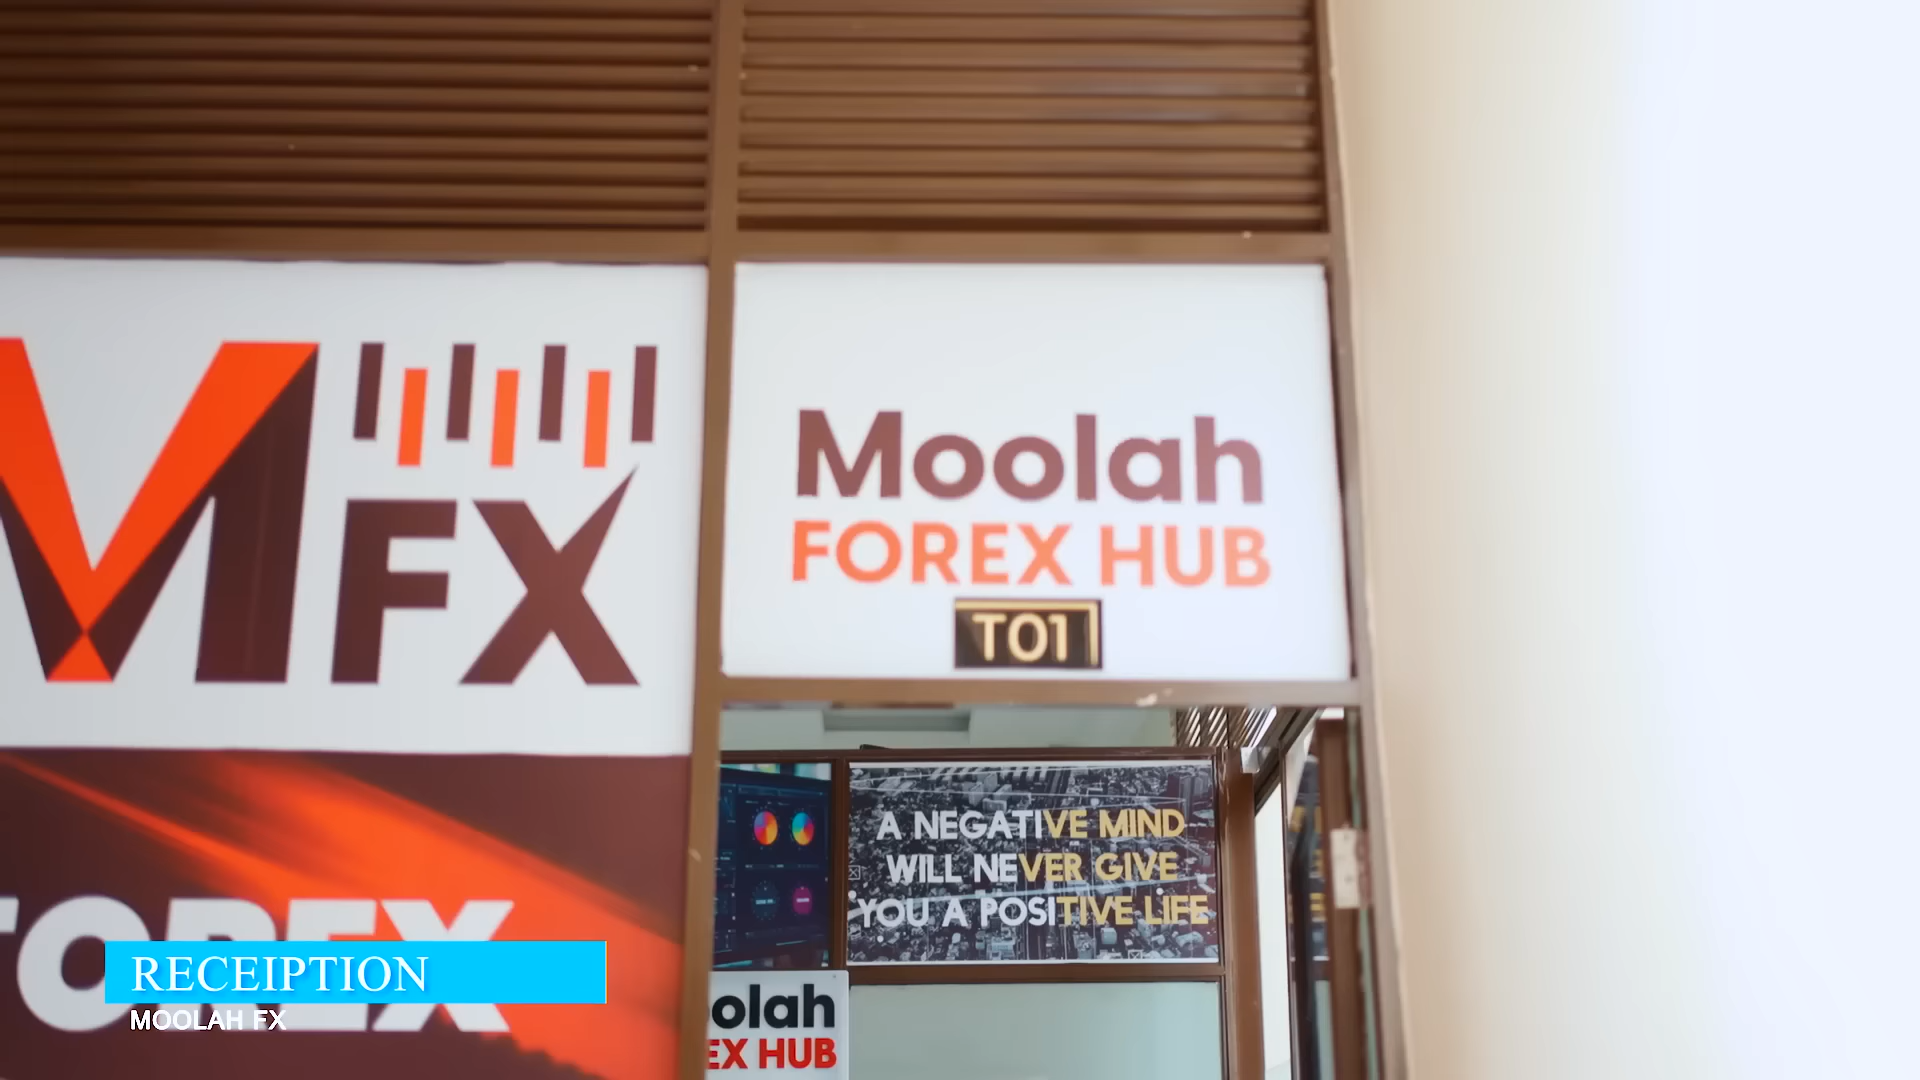 MFX
Moolah
FOREX HUB
T01
A NEGATIVE MIND
WILL NEVER GIVE
YOU A POSITIVE LIFE
FOREX
RECEIPTION
MOOLAH FX
olah
EX HUB